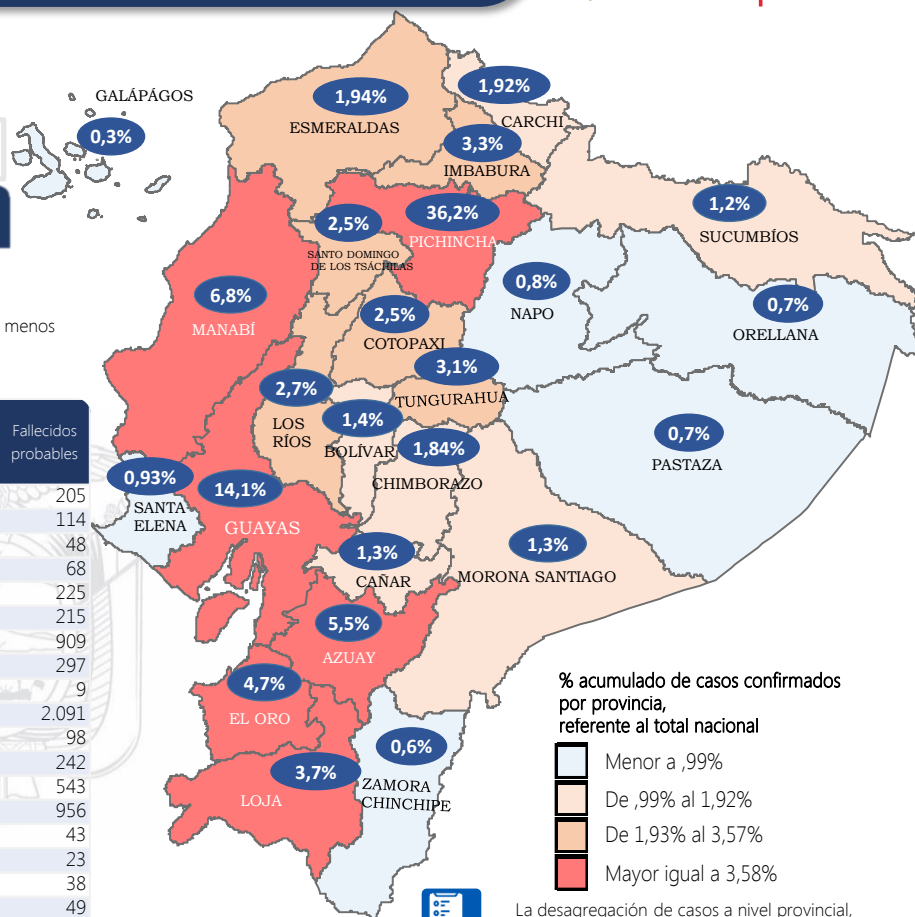 GALÁPÁGOS
0,3%
1,94%
ESMERALDAS
1,92%
CARCHI
3,3%
IMBABURA
2,5%
SANTO DOMINGO
DE LOS TSÁCHILAS
36,2%
PICHINCHA
1,2%
SUCUMBÍOS
6,8%
MANABÍ
2,5%
COTOPAXI
0,8%
NAPO
0,7%
ORELLANA
menos
2,7%
LOS
RÍOS
3,1%
TUNGURAHUA
1,4%
BOLÍVAR
1,84%
CHIMBORAZO
0,7%
PASTAZA
0,93%
SANTA
ELENA
14,1%
GUAYAS
1,3%
CAÑAR
1,3%
MORONA SANTIAGO
5,5%
AZUAY
4,7%
EL ORO
3,7%
LOJA
0,6%
ZAMORA
CHINCHIPE
Fallecidos
probables
205
114
48
68
225
215
909
297
9
2.091
98
242
543
956
43
23
38
49
% acumulado de casos confirmados
por provincia,
referente al total nacional
Menor a ,99%
De ,99% al 1,92%
De 1,93% al 3,57%
Mayor igual a 3,58%
La desagregación de casos a nivel provincial,